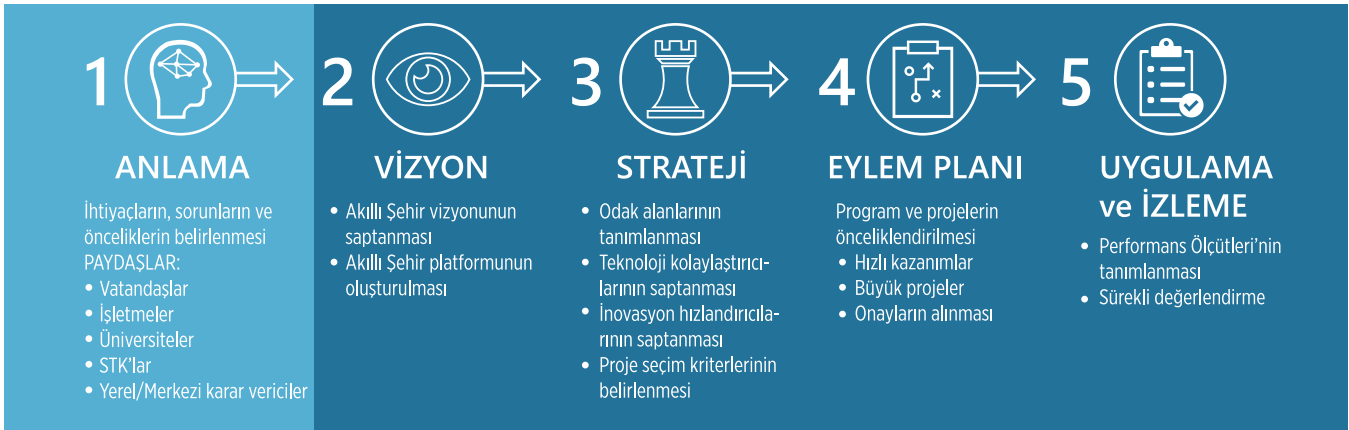 1
ANLAMA
İhtiyaçların, sorunların ve
önceliklerin belirlenmesi
PAYDAŞLAR:
• Vatandaşlar
• İşletmeler
• Üniversiteler
• STK'lar
• Yerel/Merkezi karar vericiler
2
VİZYON
• Akıllı Şehir vizyonunun
saptanması
• Akıllı Şehir platformunun
oluşturulması
3
STRATEJİ
• Odak alanlarının
tanımlanması
• Teknoloji kolaylaştırıcı-
larının saptanması
• İnovasyon hızlandırıcıla-
rının saptanması
• Proje seçim kriterlerinin
belirlenmesi
4
EYLEM PLANI
Program ve projelerin
önceliklendirilmesi
• Hızlı kazanımlar
• Büyük projeler
• Onayların alınması
5
UYGULAMA
ve İZLEME
• Performans Ölçütleri'nin
tanımlanması
• Sürekli değerlendirme